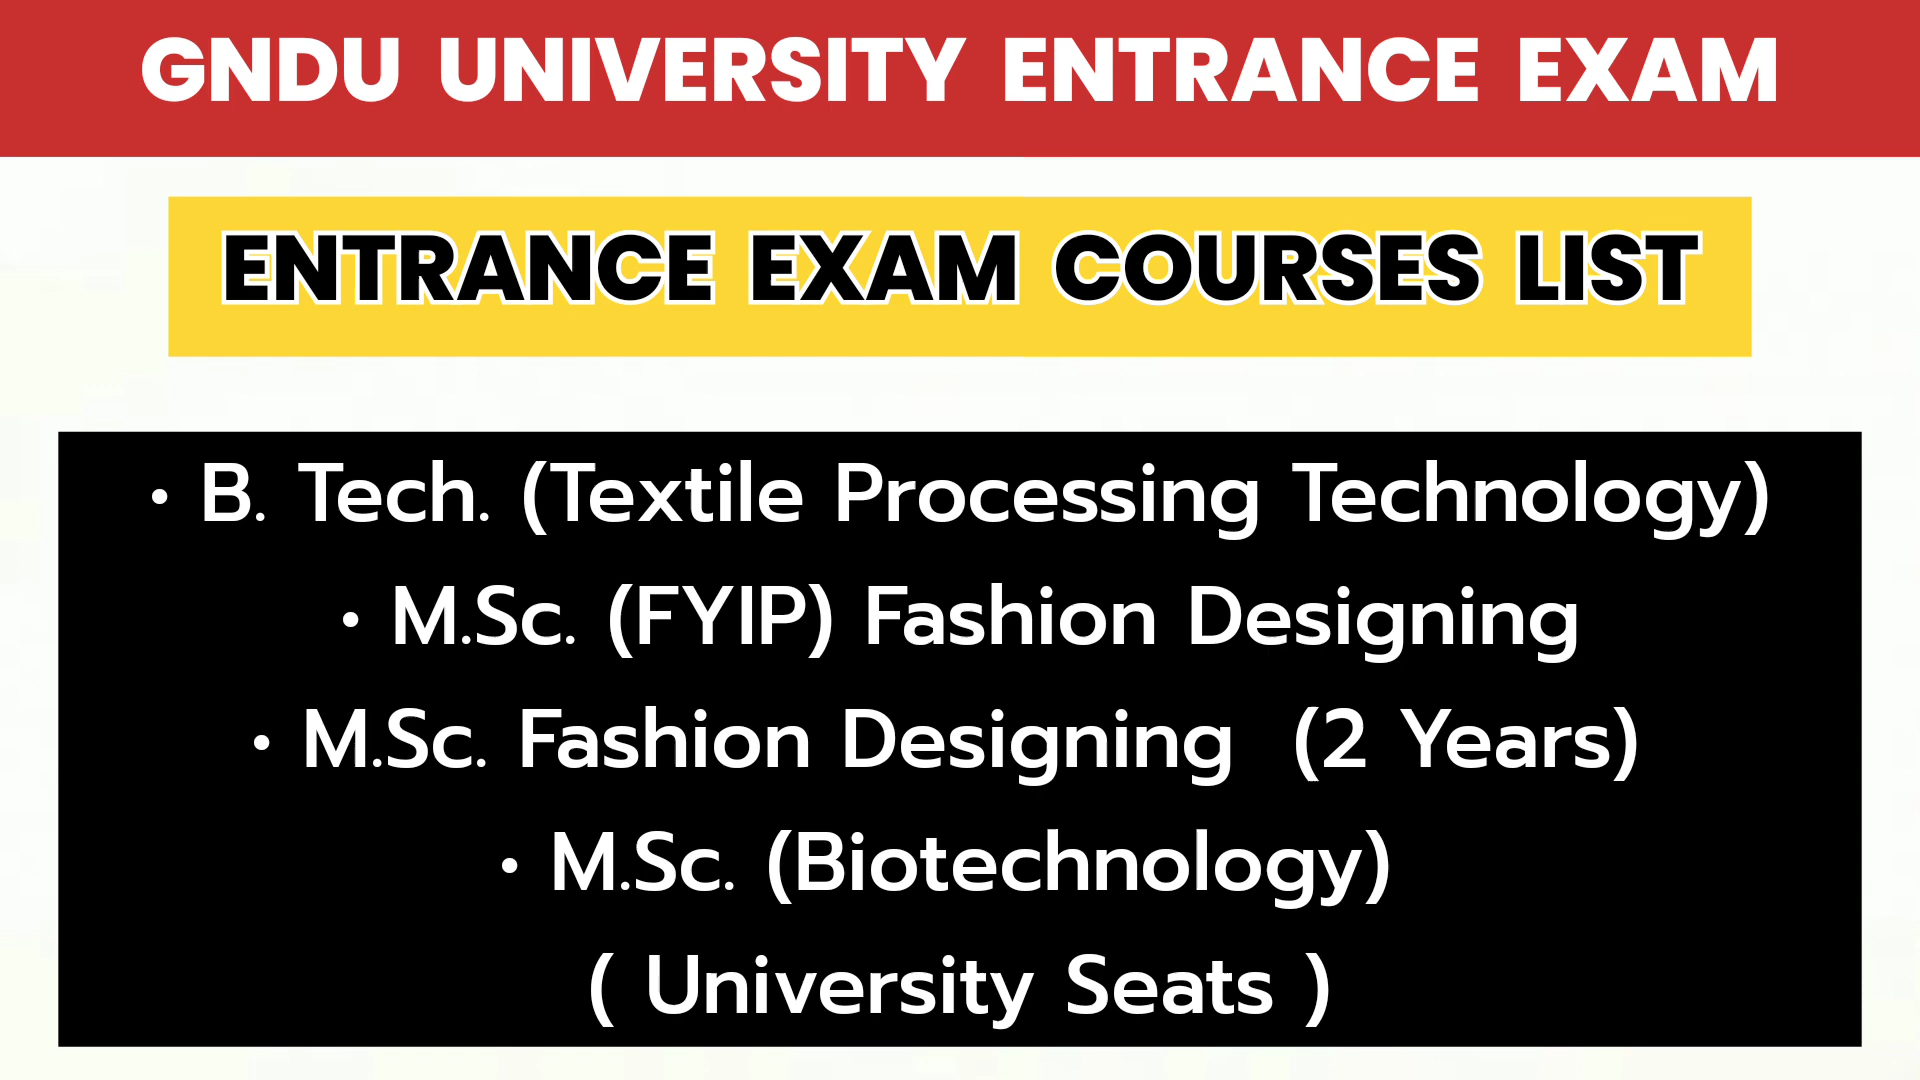 GNDU UNIVERSITY ENTRANCE EXAM
ENTRANCE EXAM COURSES LIST
• B. Tech. (Textile Processing Technology)
• M.Sc. (FYIP) Fashion Designing
• M.Sc. Fashion Designing (2 Years)
• M.Sc. (Biotechnology)
( University Seats )